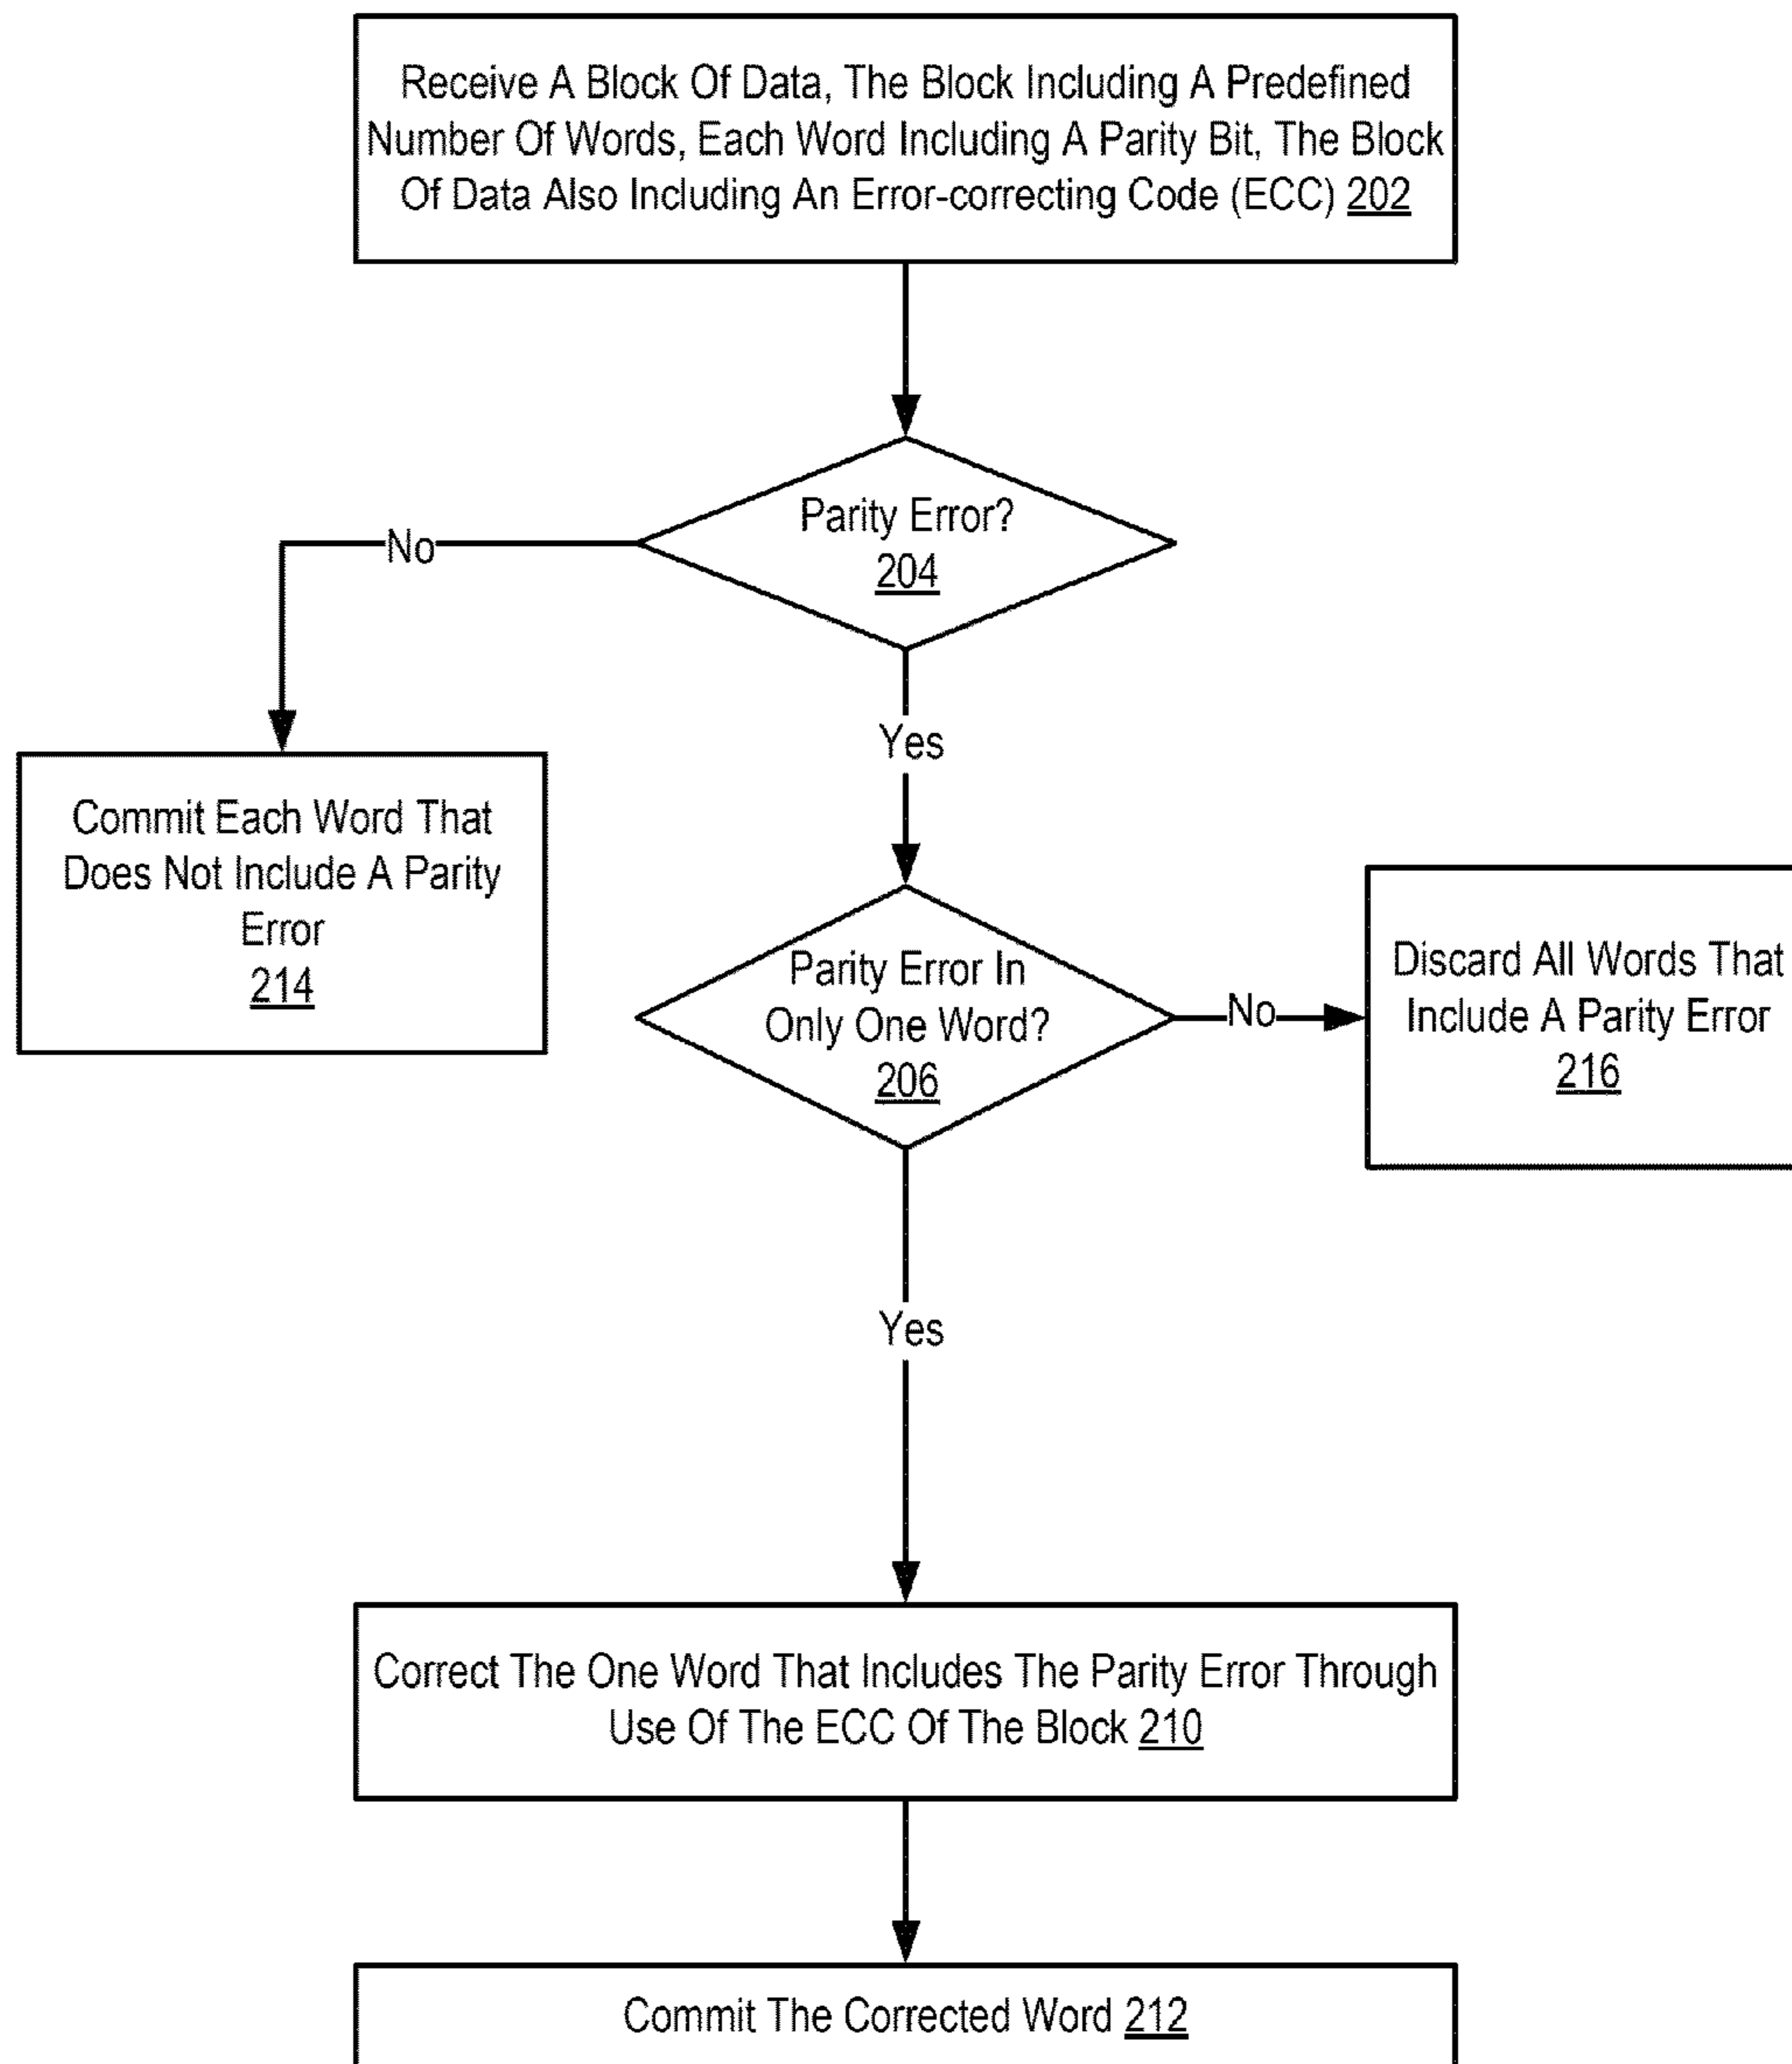 Receive A Block Of Data, The Block Including A Predefined
Number Of Words, Each Word Including A Parity Bit, The Block
Of Data Also Including An Error-correcting Code (ECC) 202
Parity Error?
204
No
Yes
Commit Each Word That
Does Not Include A Parity
Error
214
Parity Error In
Only One Word?
206
No
Discard All Words That
Include A Parity Error
216
Yes
Correct The One Word That Includes The Parity Error Through
Use Of The ECC Of The Block 210
Commit The Corrected Word 212